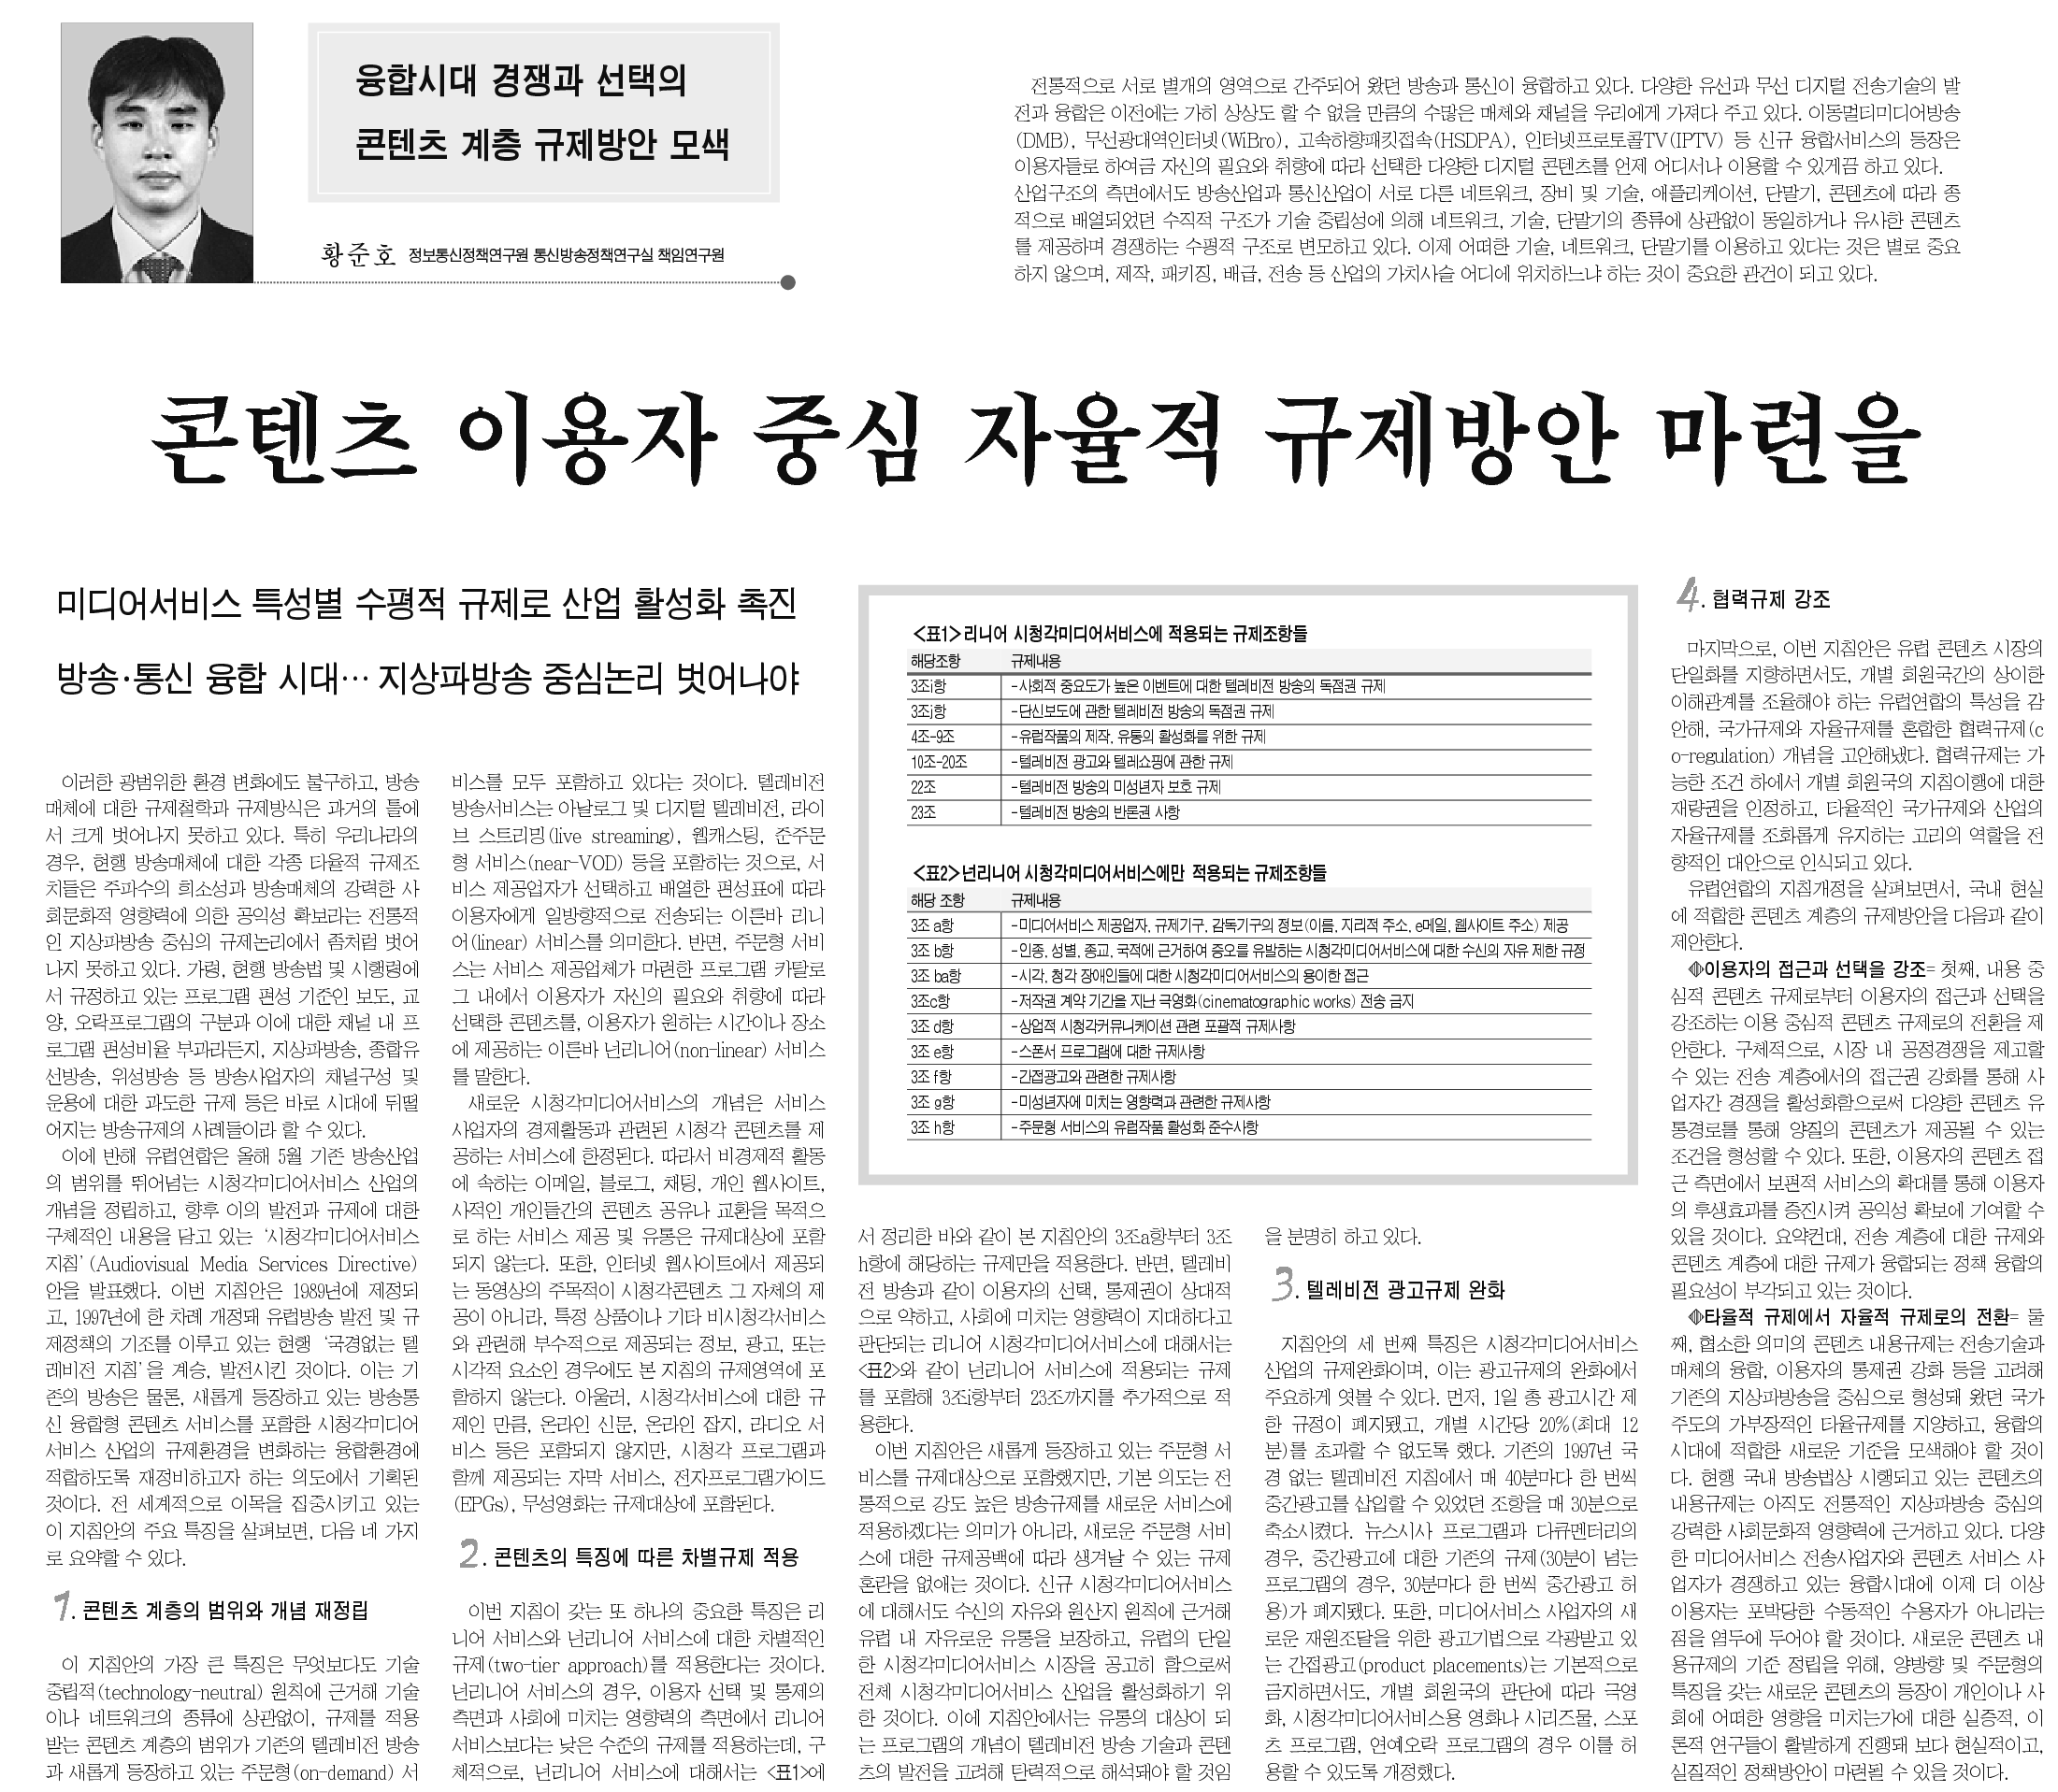 융합시대 경쟁과 선택의
콘텐츠 계층 규제방안 모색
황준호 정보통신정책연구원 통신방송정책연구실 책임연구원
전통적으로 서로 별개의 영역으로 간주되어 왔던 방송과 통신이 융합하고 있다. 다양한 유선과 무선 디지털 전송기술의 발
전과 융합은 이전에는 가히 상상도 할 수 없을 만큼의 수많은 매체와 채널을 우리에게 가져다 주고 있다. 이동멀티미디어방송
(DMB), 무선광대역인터넷(WiBro), 고속하향패킷접속(HSDPA), 인터넷프로토콜TV(IPTV) 등 신규 융합서비스의 등장은
이용자들로 하여금 자신의 필요와 취향에 따라 선택한 다양한 디지털 콘텐츠를 언제 어디서나 이용할 수 있게끔 하고 있다.
산업구조의 측면에서도 방송산업과 통신산업이 서로 다른 네트워크, 장비 및 기술, 애플리케이션, 단말기, 콘텐츠에 따라 종
적으로 배열되었던 수직적 구조가 기술 중립성에 의해 네트워크, 기술, 단말기의 종류에 상관없이 동일하거나 유사한 콘텐츠
를 제공하며 경쟁하는 수평적 구조로 변모하고 있다. 이제 어떠한 기술, 네트워크, 단말기를 이용하고 있다는 것은 별로 중요
하지 않으며, 제작, 패키징, 배급, 전송 등 산업의 가치사슬 어디에 위치하느냐 하는 것이 중요한 관건이 되고 있다.
콘텐츠 이용자 중심 자율적 규제방안 마련을
미디어서비스 특성별 수평적 규제로 산업 활성화 촉진
방송·통신 융합 시대… 지상파방송 중심논리 벗어나야
이러한 광범위한 환경 변화에도 불구하고, 방송
매체에 대한 규제철학과 규제방식은 과거의 틀에
서 크게 벗어나지 못하고 있다. 특히 우리나라의
경우, 현행 방송매체에 대한 각종 타율적 규제조
치들은 주파수의 희소성과 방송매체의 강력한 사
회문화적 영향력에 의한 공익성 확보라는 전통적
인 지상파방송 중심의 규제논리에서 좀처럼 벗어
나지 못하고 있다. 가령, 현행 방송법 및 시행령에
서 규정하고 있는 프로그램 편성 기준인 보도, 교
양, 오락프로그램의 구분과 이에 대한 채널 내 프
로그램 편성비율 부과라든지, 지상파방송, 종합유
선방송, 위성방송 등 방송사업자의 채널구성 및
운용에 대한 과도한 규제 등은 바로 시대에 뒤떨
어지는 방송규제의 사례들이라 할 수 있다.
이에 반해 유럽연합은 올해 5월 기존 방송산업
의 범위를 뛰어넘는 시청각미디어서비스 산업의
개념을 정립하고, 향후 이의 발전과 규제에 대한
구체적인 내용을 담고 있는 ‘시청각미디어서비스
지침’(Audiovisual Media Services Directive)
안을 발표했다. 이번 지침안은 1989년에 제정되
고, 1997년에 한 차례 개정돼 유럽방송 발전 및 규
제정책의 기조를 이루고 있는 현행 ‘국경없는 텔
레비전 지침’을 계승, 발전시킨 것이다. 이는 기
존의 방송은 물론, 새롭게 등장하고 있는 방송통
신 융합형 콘텐츠 서비스를 포함한 시청각미디어
서비스 산업의 규제환경을 변화하는 융합환경에
적합하도록 재정비하고자 하는 의도에서 기획된
것이다. 전 세계적으로 이목을 집중시키고 있는
이 지침안의 주요 특징을 살펴보면, 다음 네 가지
로 요약할 수 있다.
1. 콘텐츠 계층의 범위와 개념 재정립
이 지침안의 가장 큰 특징은 무엇보다도 기술
중립적(technology-neutral) 원칙에 근거해 기술
이나 네트워크의 종류에 상관없이, 규제를 적용
받는 콘텐츠 계층의 범위가 기존의 텔레비전 방송
과 새롭게 등장하고 있는 주문형(on-demand) 서
비스를 모두 포함하고 있다는 것이다. 텔레비전
방송서비스는 아날로그 및 디지털 텔레비전, 라이
브 스트리밍(live streaming), 웹캐스팅, 준주문
형 서비스(near-VOD) 등을 포함하는 것으로, 서
비스 제공업자가 선택하고 배열한 편성표에 따라
이용자에게 일방향적으로 전송되는 이른바 리니
어(linear) 서비스를 의미한다. 반면, 주문형 서비
스는 서비스 제공업체가 마련한 프로그램 카탈로
그 내에서 이용자가 자신의 필요와 취향에 따라
선택한 콘텐츠를, 이용자가 원하는 시간이나 장소
에 제공하는 이른바 넌리니어(non-linear) 서비스
를 말한다.
새로운 시청각미디어서비스의 개념은 서비스
사업자의 경제활동과 관련된 시청각 콘텐츠를 제
공하는 서비스에 한정된다. 따라서 비경제적 활동
에 속하는 이메일, 블로그, 채팅, 개인 웹사이트,
사적인 개인들간의 콘텐츠 공유나 교환을 목적으
로 하는 서비스 제공 및 유통은 규제대상에 포함
되지 않는다. 또한, 인터넷 웹사이트에서 제공되
는 동영상의 주목적이 시청각콘텐츠 그 자체의 제
공이 아니라, 특정 상품이나 기타 비시청각서비스
와 관련해 부수적으로 제공되는 정보, 광고, 또는
시각적 요소인 경우에도 본 지침의 규제영역에 포
함하지 않는다. 아울러, 시청각서비스에 대한 규
제인 만큼, 온라인 신문, 온라인 잡지, 라디오 서
비스 등은 포함되지 않지만, 시청각 프로그램과
함께 제공되는 자막 서비스, 전자프로그램가이드
(EPGs), 무성영화는 규제대상에 포함된다.
2. 콘텐츠의 특징에 따른 차별규제 적용
이번 지침이 갖는 또 하나의 중요한 특징은 리
니어 서비스와 넌리니어 서비스에 대한 차별적인
규제(two-tier approach)를 적용한다는 것이다.
넌리니어 서비스의 경우, 이용자 선택 및 통제의
측면과 사회에 미치는 영향력의 측면에서 리니어
서비스보다는 낮은 수준의 규제를 적용하는데, 구
체적으로, 넌리니어 서비스에 대해서는 <표1>에
<표1>리니어 시청각미디어서비스에 적용되는 규제조항들
해당조항 규제내용
3조i항 -사회적 중요도가 높은 이벤트에 대한 텔레비전 방송의 독점권 규제
3조j항 -단신보도에 관한 텔레비전 방송의 독점권 규제
4조-9조 -유럽작품의 제작, 유통의 활성화를 위한 규제
10조-20조 -텔레비전 광고와 텔레쇼핑에 관한 규제
22조 -텔레비전 방송의 미성년자 보호 규제
23조 -텔레비전 방송의 반론권 사항
<표2>넌리니어 시청각미디어서비스에만 적용되는 규제조항들
해당 조항 규제내용
3조 a항 -미디어서비스 제공업자, 규제기구, 감독기구의 정보(이름, 지리적 주소, e메일, 웹사이트 주소) 제공
3조 b항 -인종, 성별, 종교, 국적에 근거하여 증오를 유발하는 시청각미디어서비스에 대한 수신의 자유 제한 규정
3조 ba항 -시각, 청각 장애인들에 대한 시청각미디어서비스의 용이한 접근
3조c항 -저작권 계약 기간을 지난 극영화(cinematographic works) 전송 금지
3조 d항 -상업적 시청각커뮤니케이션 관련 포괄적 규제사항
3조 e항 -스폰서 프로그램에 대한 규제사항
3조 f항 -간접광고와 관련한 규제사항
3조 g항 -미성년자에 미치는 영향력과 관련한 규제사항
3조 h항 -주문형 서비스의 유럽작품 활성화 준수사항
서 정리한 바와 같이 본 지침안의 3조a항부터 3조
h항에 해당하는 규제만을 적용한다. 반면, 텔레비
전 방송과 같이 이용자의 선택, 통제권이 상대적
으로 약하고, 사회에 미치는 영향력이 지대하다고
판단되는 리니어 시청각미디어서비스에 대해서는
<표2>와 같이 넌리니어 서비스에 적용되는 규제
를 포함해 3조i항부터 23조까지를 추가적으로 적
용한다.
이번 지침안은 새롭게 등장하고 있는 주문형 서
비스를 규제대상으로 포함했지만, 기본 의도는 전
통적으로 강도 높은 방송규제를 새로운 서비스에
적용하겠다는 의미가 아니라, 새로운 주문형 서비
스에 대한 규제공백에 따라 생겨날 수 있는 규제
혼란을 없애는 것이다. 신규 시청각미디어서비스
에 대해서도 수신의 자유와 원산지 원칙에 근거해
유럽 내 자유로운 유통을 보장하고, 유럽의 단일
한 시청각미디어서비스 시장을 공고히 함으로써
전체 시청각미디어서비스 산업을 활성화하기 위
한 것이다. 이에 지침안에서는 유통의 대상이 되
는 프로그램의 개념이 텔레비전 방송 기술과 콘텐
츠의 발전을 고려해 탄력적으로 해석돼야 할 것임
을 분명히 하고 있다.
3. 텔레비전 광고규제 완화
지침안의 세 번째 특징은 시청각미디어서비스
산업의 규제완화이며, 이는 광고규제의 완화에서
주요하게 엿볼 수 있다. 먼저, 1일 총 광고시간 제
한 규정이 폐지됐고, 개별 시간당 20%(최대 12
분)를 초과할 수 없도록 했다. 기존의 1997년 국
경 없는 텔레비전 지침에서 매 40분마다 한 번씩
중간광고를 삽입할 수 있었던 조항을 매 30분으로
축소시켰다. 뉴스시사 프로그램과 다큐멘터리의
경우, 중간광고에 대한 기존의 규제(30분이 넘는
프로그램의 경우, 30분마다 한 번씩 중간광고 허
용)가 폐지됐다. 또한, 미디어서비스 사업자의 새
로운 재원조달을 위한 광고기법으로 각광받고 있
는 간접광고(product placements)는 기본적으로
금지하면서도, 개별 회원국의 판단에 따라 극영
화, 시청각미디어서비스용 영화나 시리즈물, 스포
츠 프로그램, 연예오락 프로그램의 경우 이를 허
용할 수 있도록 개정했다.
4. 협력규제 강조
마지막으로, 이번 지침안은 유럽 콘텐츠 시장의
단일화를 지향하면서도, 개별 회원국간의 상이한
이해관계를 조율해야 하는 유럽연합의 특성을 감
안해, 국가규제와 자율규제를 혼합한 협력규제(c
o-regulation) 개념을 고안해냈다. 협력규제는 가
능한 조건 하에서 개별 회원국의 지침이행에 대한
재량권을 인정하고, 타율적인 국가규제와 산업의
자율규제를 조화롭게 유지하는 고리의 역할을 전
향적인 대안으로 인식되고 있다.
유럽연합의 지침개정을 살펴보면서, 국내 현실
에 적합한 콘텐츠 계층의 규제방안을 다음과 같이
제안한다.
◈이용자의 접근과 선택을 강조= 첫째, 내용 중
심적 콘텐츠 규제로부터 이용자의 접근과 선택을
강조하는 이용 중심적 콘텐츠 규제로의 전환을 제
안한다. 구체적으로, 시장 내 공정경쟁을 제고할
수 있는 전송 계층에서의 접근권 강화를 통해 사
업자간 경쟁을 활성화함으로써 다양한 콘텐츠 유
통경로를 통해 양질의 콘텐츠가 제공될 수 있는
조건을 형성할 수 있다. 또한, 이용자의 콘텐츠 접
근 측면에서 보편적 서비스의 확대를 통해 이용자
의 후생효과를 증진시켜 공익성 확보에 기여할 수
있을 것이다. 요약컨대, 전송 계층에 대한 규제와
콘텐츠 계층에 대한 규제가 융합되는 정책 융합의
필요성이 부각되고 있는 것이다.
◈타율적 규제에서 자율적 규제로의 전환= 둘
째, 협소한 의미의 콘텐츠 내용규제는 전송기술과
매체의 융합, 이용자의 통제권 강화 등을 고려해
기존의 지상파방송을 중심으로 형성돼 왔던 국가
주도의 가부장적인 타율규제를 지양하고, 융합의
시대에 적합한 새로운 기준을 모색해야 할 것이
다. 현행 국내 방송법상 시행되고 있는 콘텐츠의
내용규제는 아직도 전통적인 지상파방송 중심의
강력한 사회문화적 영향력에 근거하고 있다. 다양
한 미디어서비스 전송사업자와 콘텐츠 서비스 사
업자가 경쟁하고 있는 융합시대에 이제 더 이상
이용자는 포박당한 수동적인 수용자가 아니라는
점을 염두에 두어야 할 것이다. 새로운 콘텐츠 내
용규제의 기준 정립을 위해, 양방향 및 주문형의
특징을 갖는 새로운 콘텐츠의 등장이 개인이나 사
회에 어떠한 영향을 미치는가에 대한 실증적, 이
론적 연구들이 활발하게 진행돼 보다 현실적이고,
실질적인 정책방안이 마련될 수 있을 것이다.